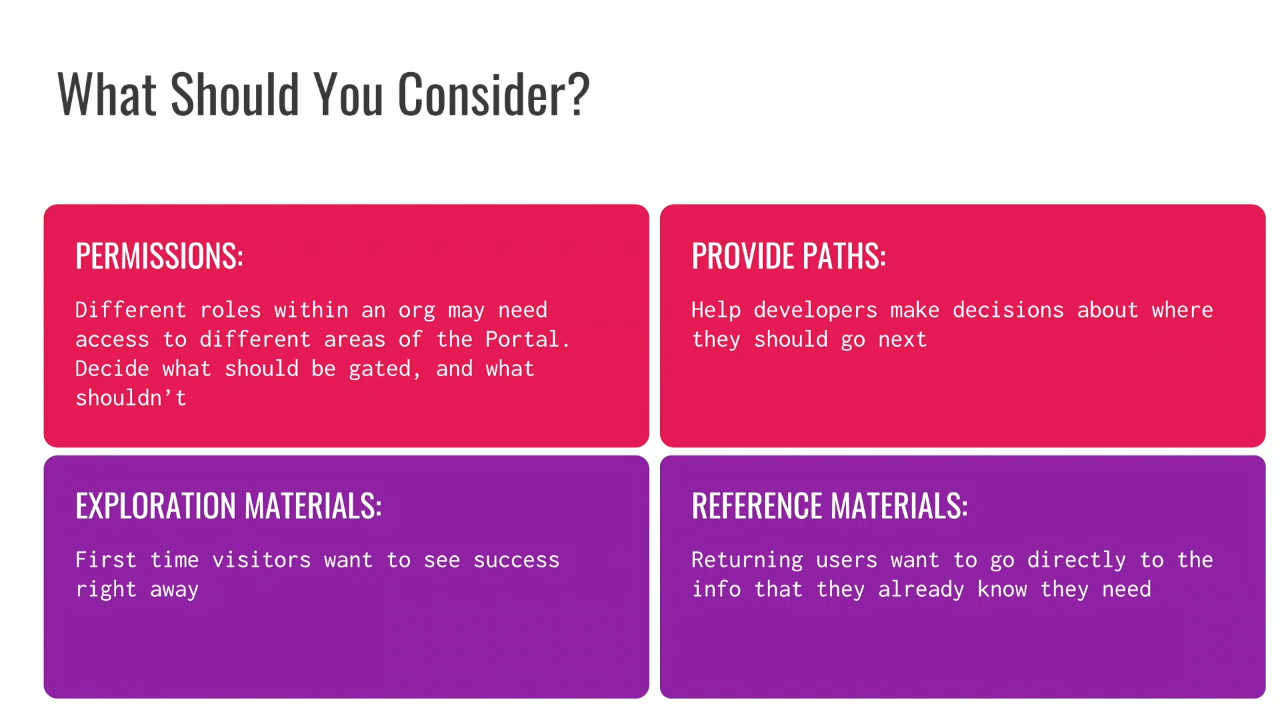 What Should You Consider?
PERMISSIONS:
Different roles within an org may need
access to different areas of the Portal.
Decide what should be gated, and what
shouldn’t
PROVIDE PATHS:
Help developers make decisions about where
they should go next
EXPLORATION MATERIALS:
First time visitors want to see success
right away
REFERENCE MATERIALS:
Returning users want to go directly to the
info that they already know they need